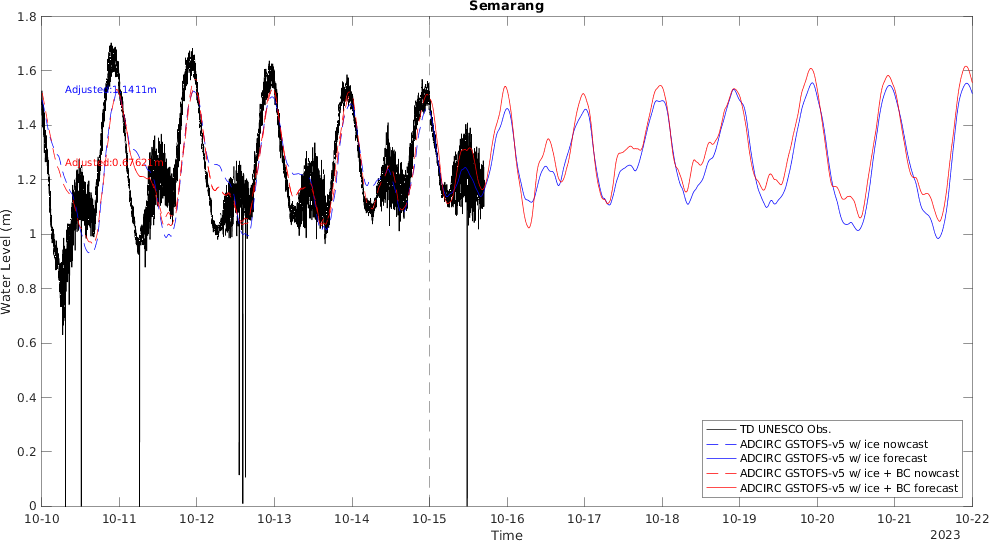 Semarang
1.8
1.6
1.4
1.2
1
0.8
0.6
0.4
0.2
0
Water Level (m)
Adjusted:1.1411m
Adjusted:0.67621m
TD UNESCO Obs.
ADCIRC GSTOFS-v5 w/ ice nowcast
ADCIRC GSTOFS-v5 w/ ice forecast
ADCIRC GSTOFS-v5 w/ ice + BC nowcast
ADCIRC GSTOFS-v5 w/ ice + BC forecast
10-10 10-11 10-12 10-13 10-14 10-15 10-16 10-17 10-18 10-19 10-20 10-21 10-22
Time
2023